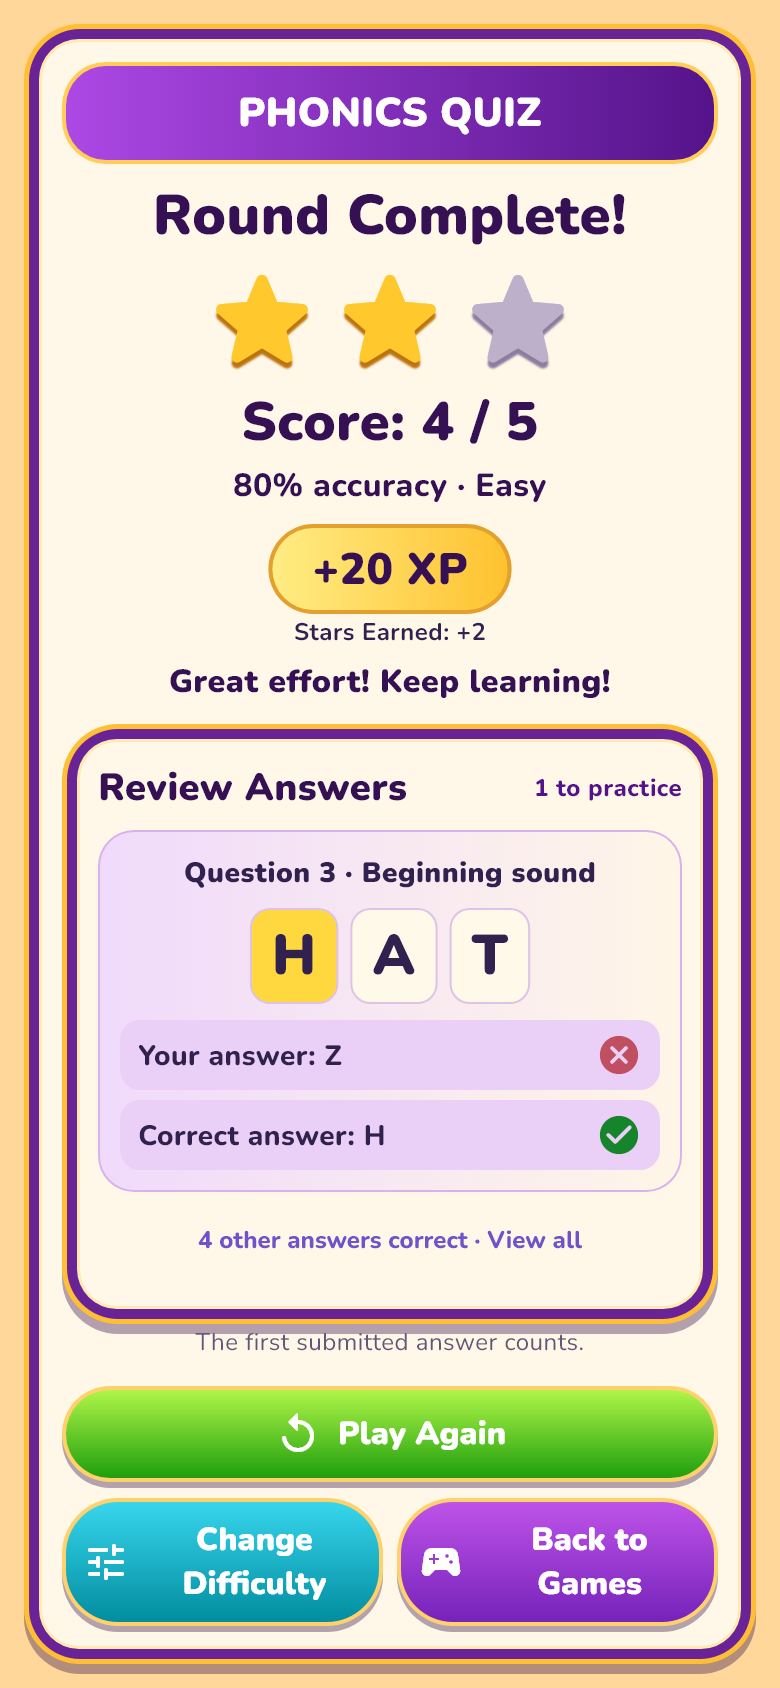 PHONICS QUIZ
Round Complete!
Score: 4 / 5
80% accuracy · Easy
+20 XP
Stars Earned: +2
Great effort! Keep learning!
Review Answers
1 to practice
Question 3 · Beginning sound
H A T
Your answer: Z
Correct answer: H
4 other answers correct · View all
The first submitted answer counts.
Play Again
Change
Difficulty
Back to
Games